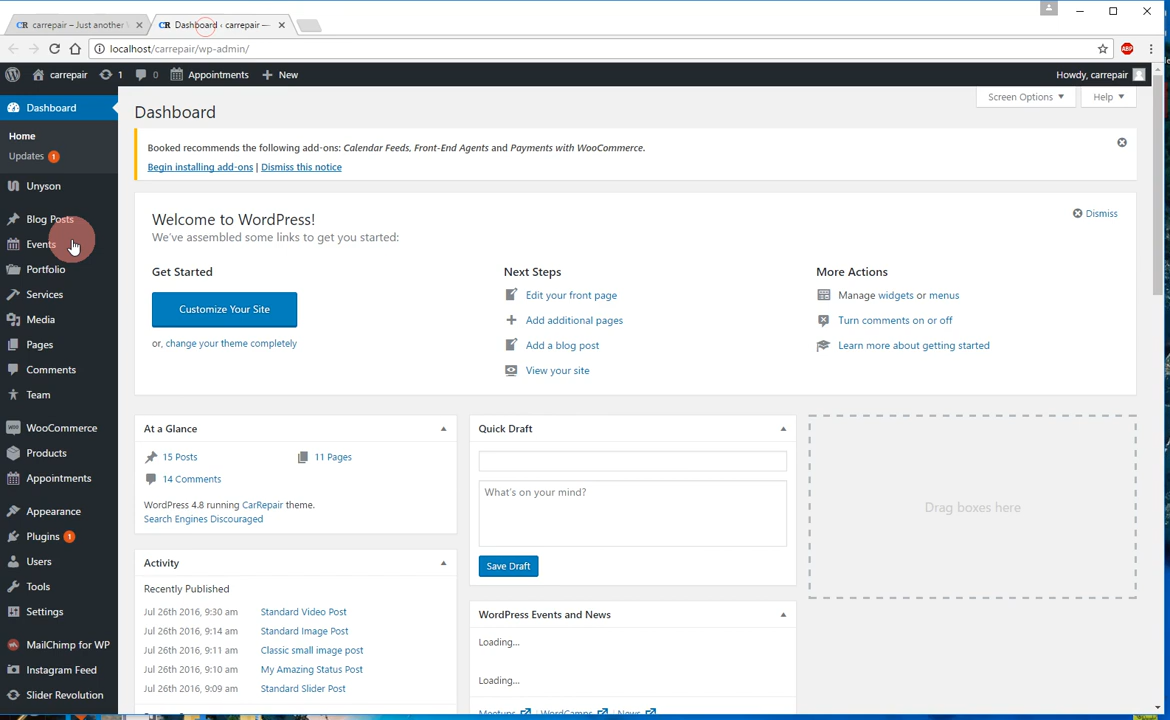 CR carrepair – Just another
CR Dashboard ‹ carrepair —
localhost/carrepair/wp-admin/
ABP
carrepair 1 0 Appointments + New Howdy, carrepair
Screen Options Help
Dashboard
Home
Updates 1
Unyson
Blog Posts
Events
Portfolio
Services
Media
Pages
Comments
Team
WooCommerce
Products
Appointments
Appearance
Plugins 1
Users
Tools
Settings
MailChimp for WP
Instagram Feed
Slider Revolution
Dashboard
Booked recommends the following add-ons: Calendar Feeds, Front-End Agents and Payments with WooCommerce.
Begin installing add-ons | Dismiss this notice
Welcome to WordPress!
Dismiss
We've assembled some links to get you started:
Get Started
Customize Your Site
or, change your theme completely
Next Steps
Edit your front page
Add additional pages
Add a blog post
View your site
More Actions
Manage widgets or menus
Turn comments on or off
Learn more about getting started
At a Glance
15 Posts 11 Pages
14 Comments
WordPress 4.8 running CarRepair theme.
Search Engines Discouraged
Activity
Recently Published
Jul 26th 2016, 9:30 am Standard Video Post
Jul 26th 2016, 9:14 am Standard Image Post
Jul 26th 2016, 9:11 am Classic small image post
Jul 26th 2016, 9:10 am My Amazing Status Post
Jul 26th 2016, 9:09 am Standard Slider Post
Quick Draft
What's on your mind?
Save Draft
WordPress Events and News
Loading...
Loading...
Meetups WordCamps News
Drag boxes here